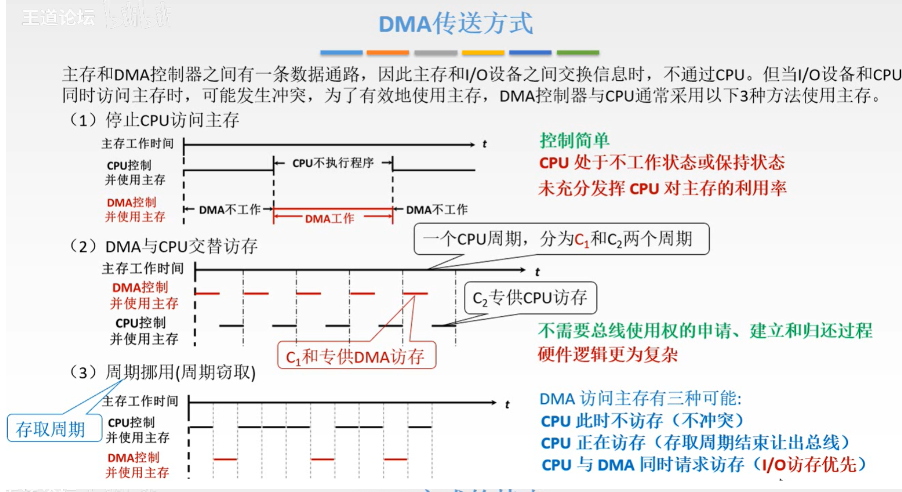 王道论坛
DMA传送方式
主存和DMA控制器之间有一条数据通路，因此主存和I/O设备之间交换信息时，不通过CPU。但当I/O设备和CPU
同时访问主存时，可能发生冲突，为了有效地使用主存，DMA控制器与CPU通常采用以下3种方法使用主存。
（1）停止CPU访问主存
主存工作时间
t
CPU控制
并使用主存
CPU不执行程序
DMA控制
并使用主存
DMA不工作
DMA工作
DMA不工作
控制简单
CPU 处于不工作状态或保持状态
未充分发挥 CPU 对主存的利用率
（2）DMA与CPU交替访存
一个CPU周期，分为C1和C2两个周期
主存工作时间
t
DMA控制
并使用主存
C2专供CPU访存
CPU控制
并使用主存
C1和专供DMA访存
不需要总线使用权的申请、建立和归还过程
硬件逻辑更为复杂
（3）周期挪用(周期窃取)
主存工作时间
t
存取周期
CPU控制
并使用主存
DMA控制
并使用主存
DMA 访问主存有三种可能:
CPU 此时不访存（不冲突）
CPU 正在访存（存取周期结束让出总线）
CPU 与 DMA 同时请求访存（I/O访存优先）